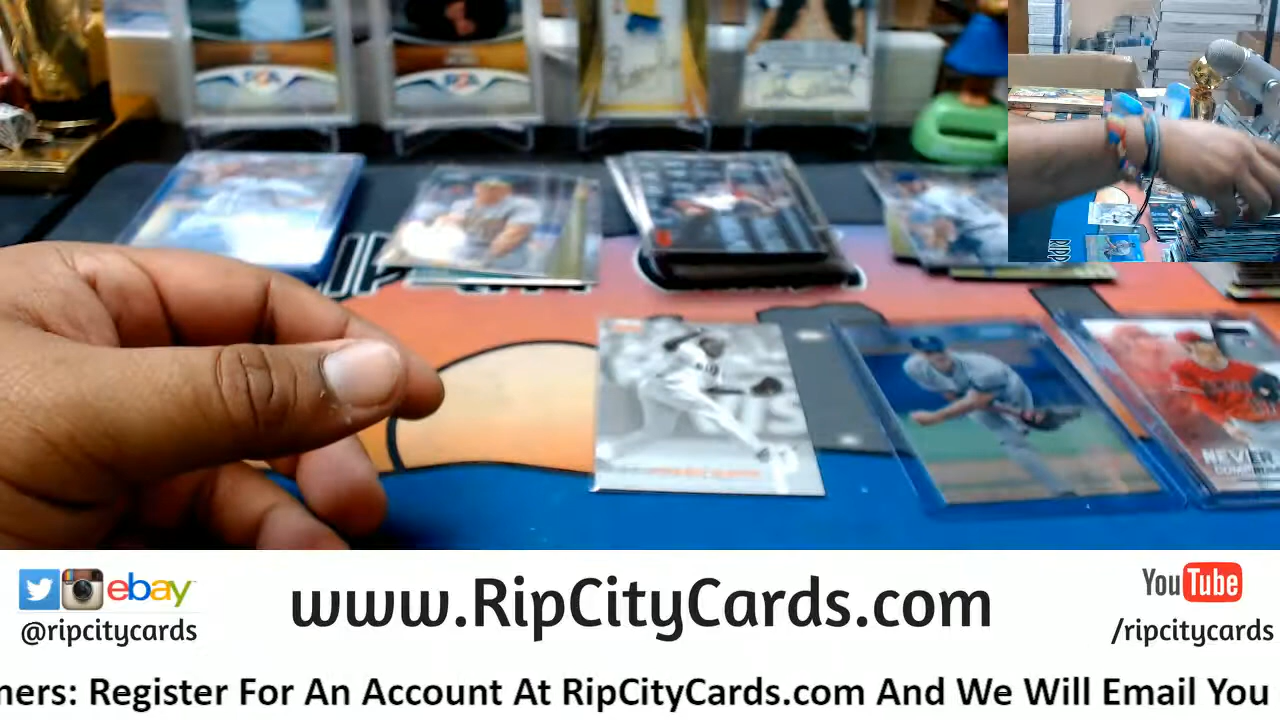 NEVER
ebay
@ripcitycards
www.RipCityCards.com
YouTube
/ripcitycards
ners: Register For An Account At RipCityCards.com And We Will Email You